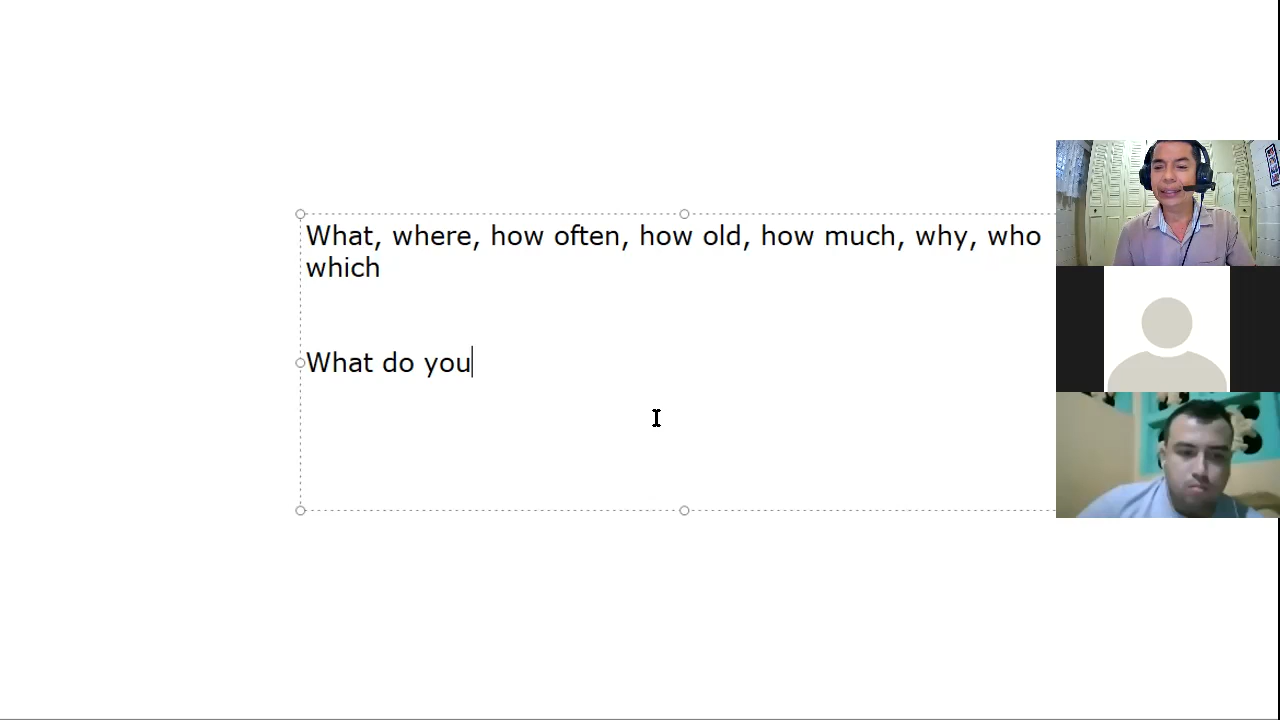 What, where, how often, how old, how much, why, who
which
What do you